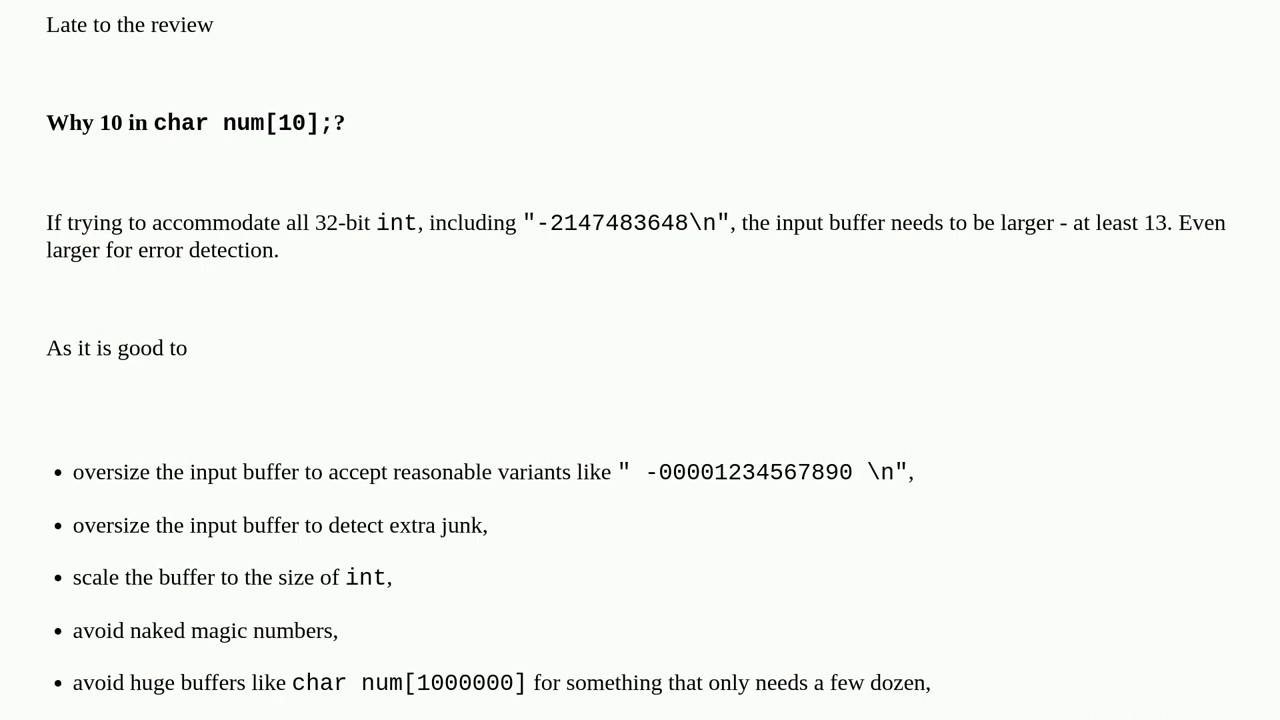 Late to the review
Why 10 in char num[10];?
If trying to accommodate all 32-bit int, including "-2147483648\n", the input buffer needs to be larger - at least 13. Even
larger for error detection.
As it is good to
• oversize the input buffer to accept reasonable variants like " -00001234567890 \n",
• oversize the input buffer to detect extra junk,
• scale the buffer to the size of int,
• avoid naked magic numbers,
• avoid huge buffers like char num[1000000] for something that only needs a few dozen,